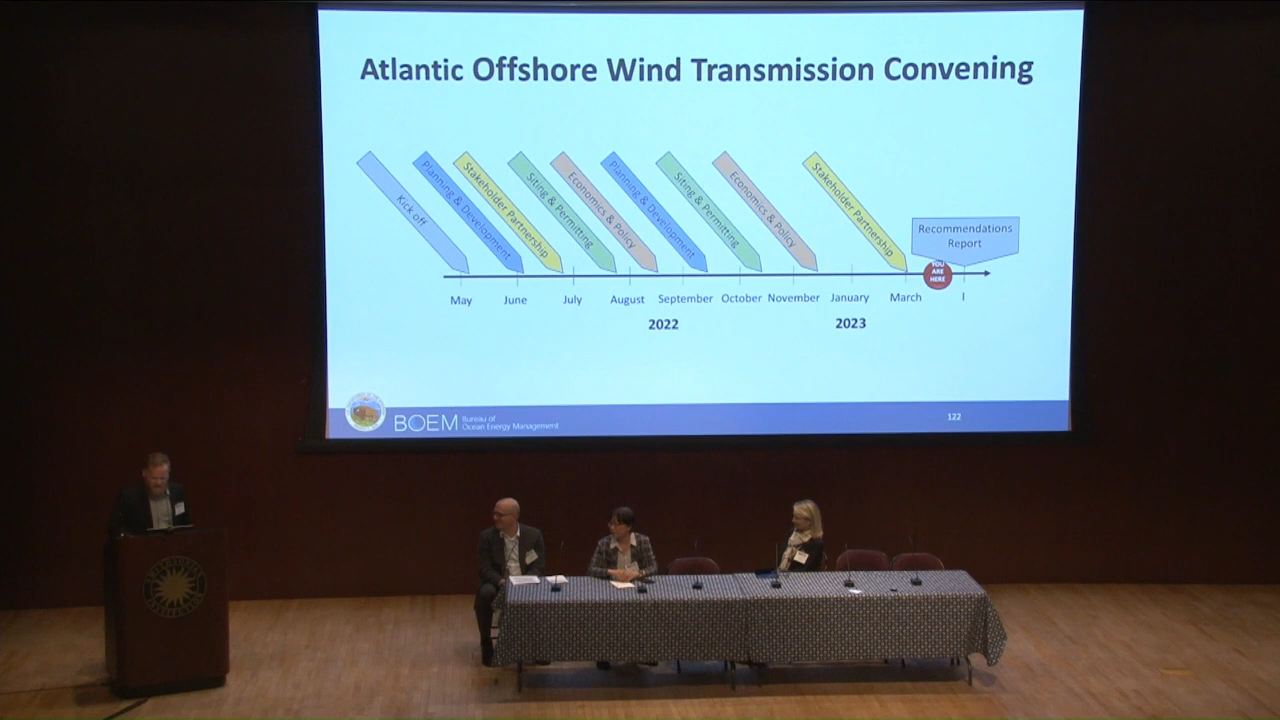 Atlantic Offshore Wind Transmission Convening
Kick off
Planning & Development
Stakeholder Partnership
Siting & Permitting
Economics & Policy
Planning & Development
Siting & Permitting
Economics & Policy
Stakeholder Partnership
Recommendations
Report
YOU
ARE
HERE
May
June
July
August
September
October
November
January
March
l
2022
2023
BOEM
Bureau of
Ocean Energy Management
122